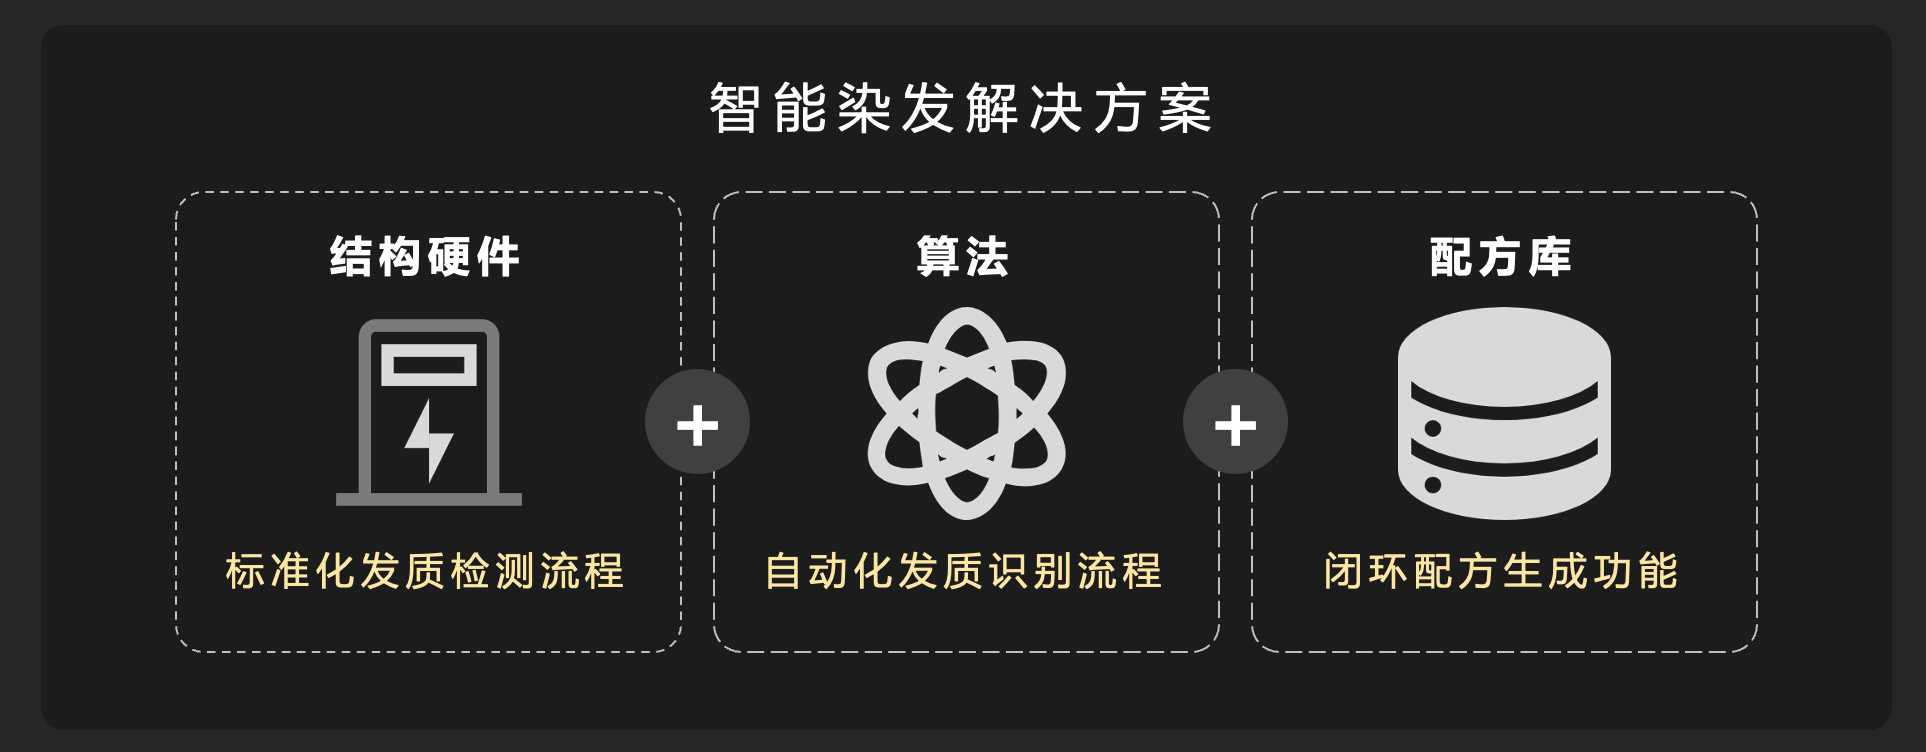 智能染发解决方案
结构硬件
标准化发质检测流程
+
算法
自动化发质识别流程
+
配方库
闭环配方生成功能